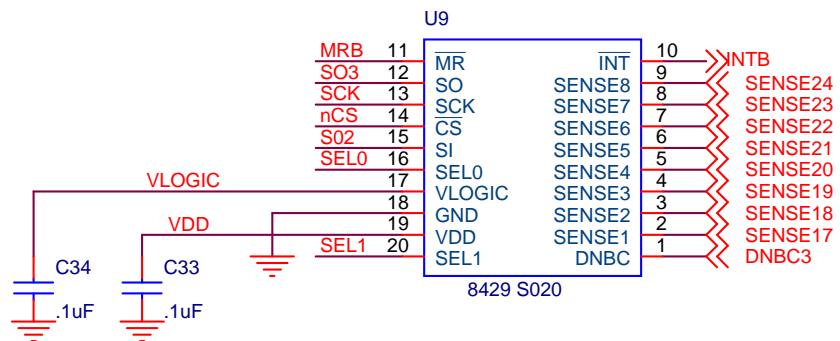 U9
MRB 11 MR INT 10 INTB
SO3 12 SO SENSE8 9 SENSE24
SCK 13 SCK SENSE7 8 SENSE23
nCS 14 CS SENSE6 7 SENSE22
S02 15 SI SENSE5 6 SENSE21
SEL0 16 SEL0 SENSE4 5 SENSE20
VLOGIC 17 VLOGIC SENSE3 4 SENSE19
18 GND SENSE2 3 SENSE18
VDD 19 VDD SENSE1 2 SENSE17
SEL1 20 SEL1 DNBC 1 DNBC3
C34 C33
.1uF .1uF
8429 S020